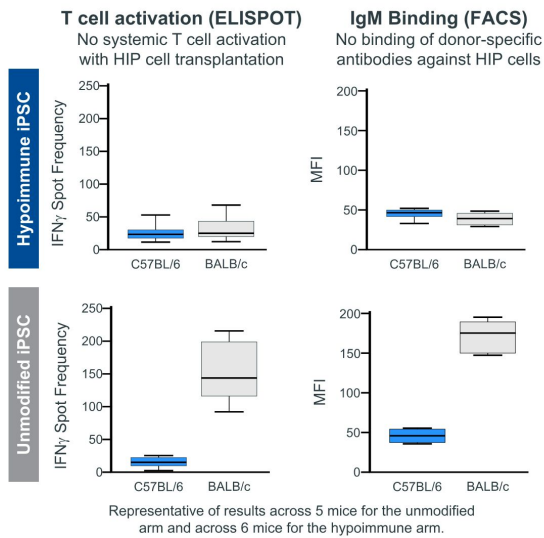 T cell activation (ELISPOT)
No systemic T cell activation
with HIP cell transplantation
IgM Binding (FACS)
No binding of donor-specific
antibodies against HIP cells
Hypoimmune iPSC
IFNγ Spot Frequency
250
200
150
100
50
0
C57BL/6
BALB/c
MFI
200
150
100
50
0
C57BL/6
BALB/c
Unmodified iPSC
IFNγ Spot Frequency
250
200
150
100
50
0
C57BL/6
BALB/c
MFI
200
150
100
50
0
C57BL/6
BALB/c
Representative of results across 5 mice for the unmodified
arm and across 6 mice for the hypoimmune arm.